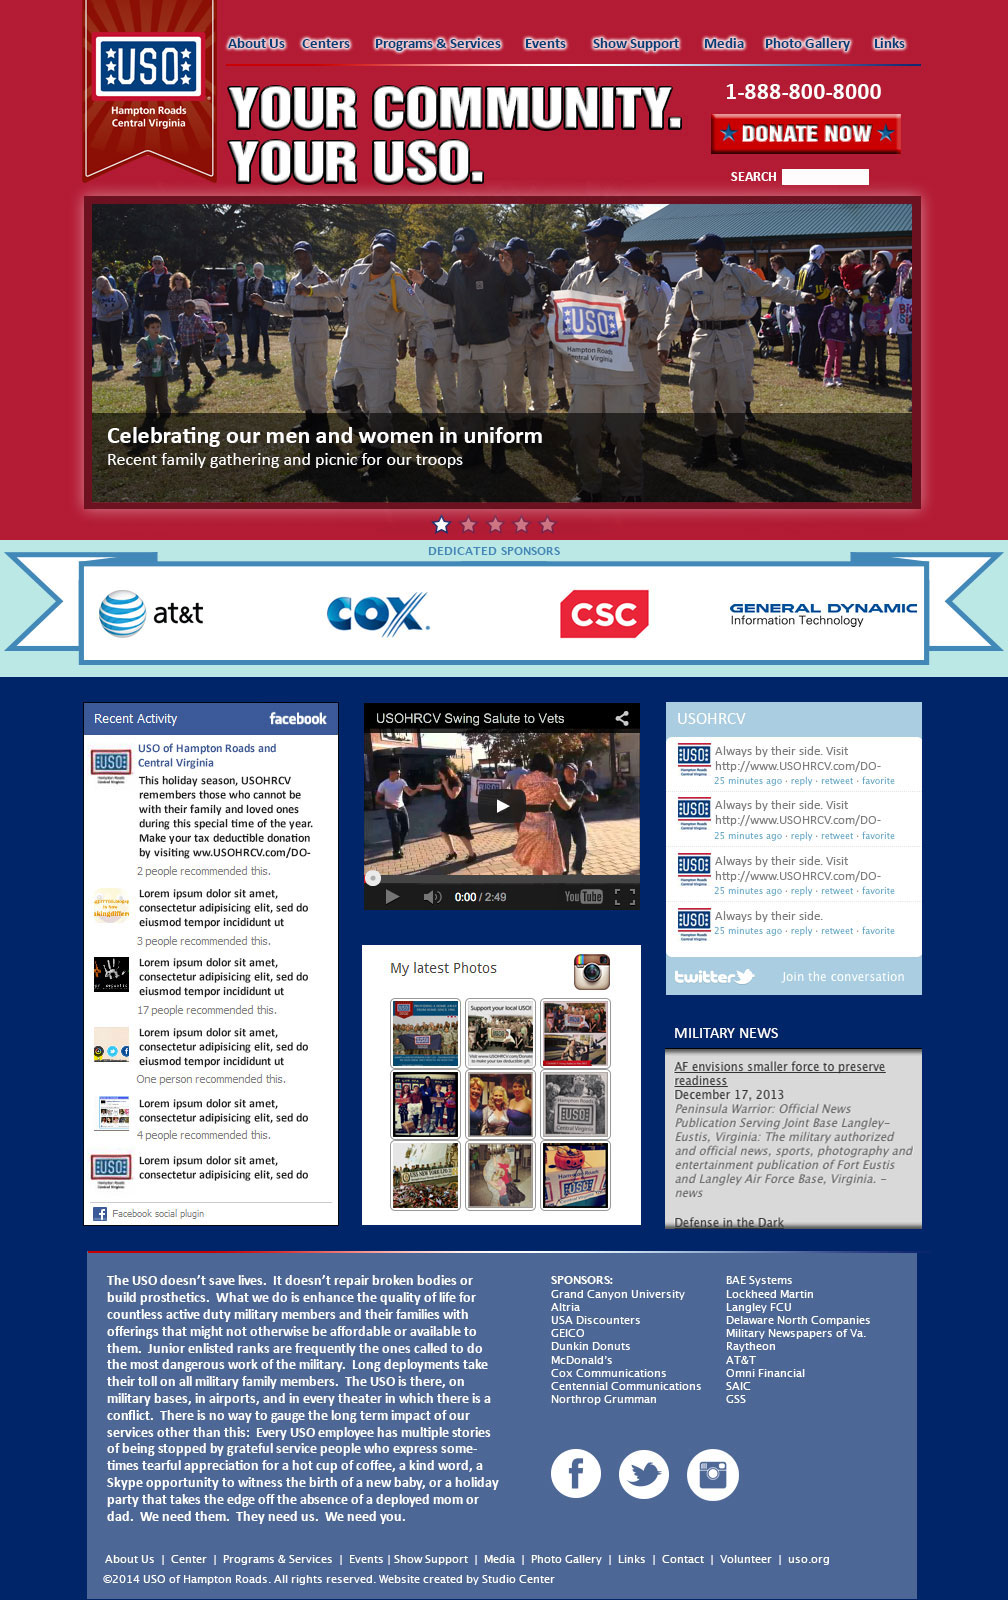 About Us Centers Programs & Services Events Show Support Media Photo Gallery Links
USO
Hampton Roads
Central Virginia
YOUR COMMUNITY.
YOUR USO.
1-888-800-8000
DONATE NOW
SEARCH
USO
Hampton Roads
Central Virginia
Celebrating our men and women in uniform
Recent family gathering and picnic for our troops
DEDICATED SPONSORS
at&t
COX
CSC
GENERAL DYNAMIC
Information Technology
Recent Activity facebook
USO of Hampton Roads and
Central Virginia
This holiday season, USOHRCV
remembers those who cannot be
with their family and loved ones
during this special time of the year.
Make your tax deductible donation
by visiting ww.USOHRCV.com/DO-
2 people recommended this.
Lorem ipsum dolor sit amet,
consectetur adipisicing elit, sed do
eiusmod tempor incididunt ut
3 people recommended this.
Lorem ipsum dolor sit amet,
consectetur adipisicing elit, sed do
eiusmod tempor incididunt ut
17 people recommended this.
Lorem ipsum dolor sit amet,
consectetur adipisicing elit, sed do
eiusmod tempor incididunt ut
One person recommended this.
Lorem ipsum dolor sit amet,
consectetur adipisicing elit, sed do
4 people recommended this.
USO
Lorem ipsum dolor sit amet,
consectetur adipisicing elit, sed do
Facebook social plugin
USOHRCV Swing Salute to Vets
0:00 / 2:49 YouTube
My latest Photos
Support your local USO!
USO
USOHRCV
Always by their side. Visit
http://www.USOHRCV.com/DO-
25 minutes ago · reply · retweet · favorite
Always by their side. Visit
http://www.USOHRCV.com/DO-
25 minutes ago · reply · retweet · favorite
Always by their side. Visit
http://www.USOHRCV.com/DO-
25 minutes ago · reply · retweet · favorite
Always by their side.
25 minutes ago · reply · retweet · favorite
twitter Join the conversation
MILITARY NEWS
AF envisions smaller force to preserve
readiness
December 17, 2013
Peninsula Warrior: Official News
Publication Serving Joint Base Langley-
Eustis, Virginia: The military authorized
and official news, sports, photography and
entertainment publication of Fort Eustis
and Langley Air Force Base, Virginia. -
news
Defense in the Dark
The USO doesn't save lives. It doesn't repair broken bodies or
build prosthetics. What we do is enhance the quality of life for
countless active duty military members and their families with
offerings that might not otherwise be affordable or available to
them. Junior enlisted ranks are frequently the ones called to do
the most dangerous work of the military. Long deployments take
their toll on all military family members. The USO is there, on
military bases, in airports, and in every theater in which there is a
conflict. There is no way to gauge the long term impact of our
services other than this: Every USO employee has multiple stories
of being stopped by grateful service people who express some-
times tearful appreciation for a hot cup of coffee, a kind word, a
Skype opportunity to witness the birth of a new baby, or a holiday
party that takes the edge off the absence of a deployed mom or
dad. We need them. They need us. We need you.
SPONSORS:
Grand Canyon University
Altria
USA Discounters
GEICO
Dunkin Donuts
McDonald's
Cox Communications
Centennial Communications
Northrop Grumman
BAE Systems
Lockheed Martin
Langley FCU
Delaware North Companies
Military Newspapers of Va.
Raytheon
AT&T
Omni Financial
SAIC
GSS
About Us | Center | Programs & Services | Events | Show Support | Media | Photo Gallery | Links | Contact | Volunteer | uso.org
©2014 USO of Hampton Roads. All rights reserved. Website created by Studio Center